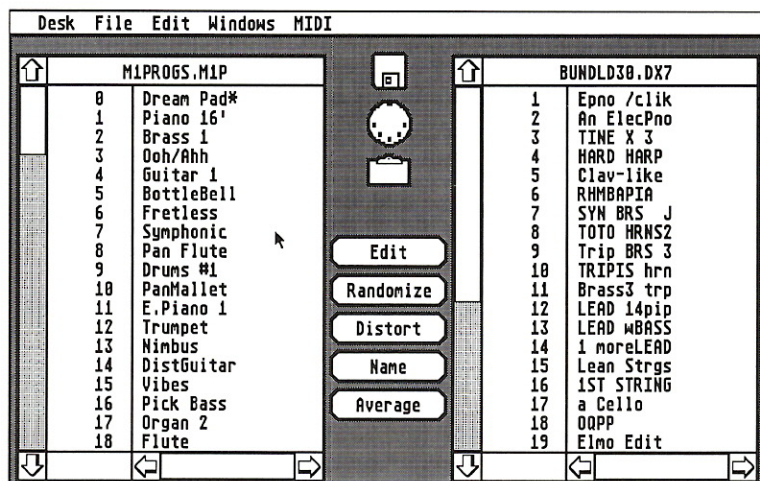 Desk File Edit Windows MIDI
M1PROGS.M1P
0 Dream Pad*
1 Piano 16'
2 Brass 1
3 Ooh/Ahh
4 Guitar 1
5 BottleBell
6 Fretless
7 Symphonic
8 Pan Flute
9 Drums #1
10 PanMallet
11 E.Piano 1
12 Trumpet
13 Nimbus
14 DistGuitar
15 Vibes
16 Pick Bass
17 Organ 2
18 Flute
Edit
Randomize
Distort
Name
Average
BUNDLD30.DX7
1 Epno /clik
2 An ElecPno
3 TINE X 3
4 HARD HARP
5 Clav-like
6 RHMBAPIA
7 SYN BRS J
8 TOTO HRNS2
9 Trip BRS 3
10 TRIPIS hrn
11 Brass3 trp
12 LEAD 14pip
13 LEAD wBASS
14 1 moreLEAD
15 Lean Strgs
16 1ST STRING
17 a Cello
18 OQPP
19 Elmo Edit